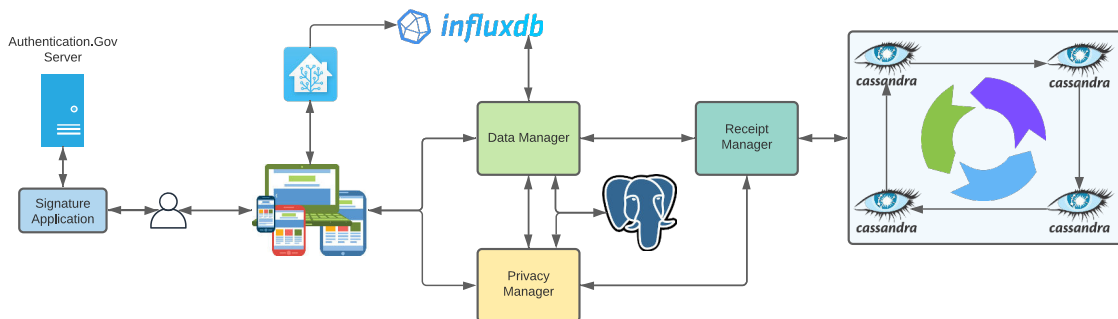 Authentication.Gov
Server
influxdb
Signature
Application
Data Manager
Receipt
Manager
Privacy
Manager
cassandra
cassandra
cassandra
cassandra